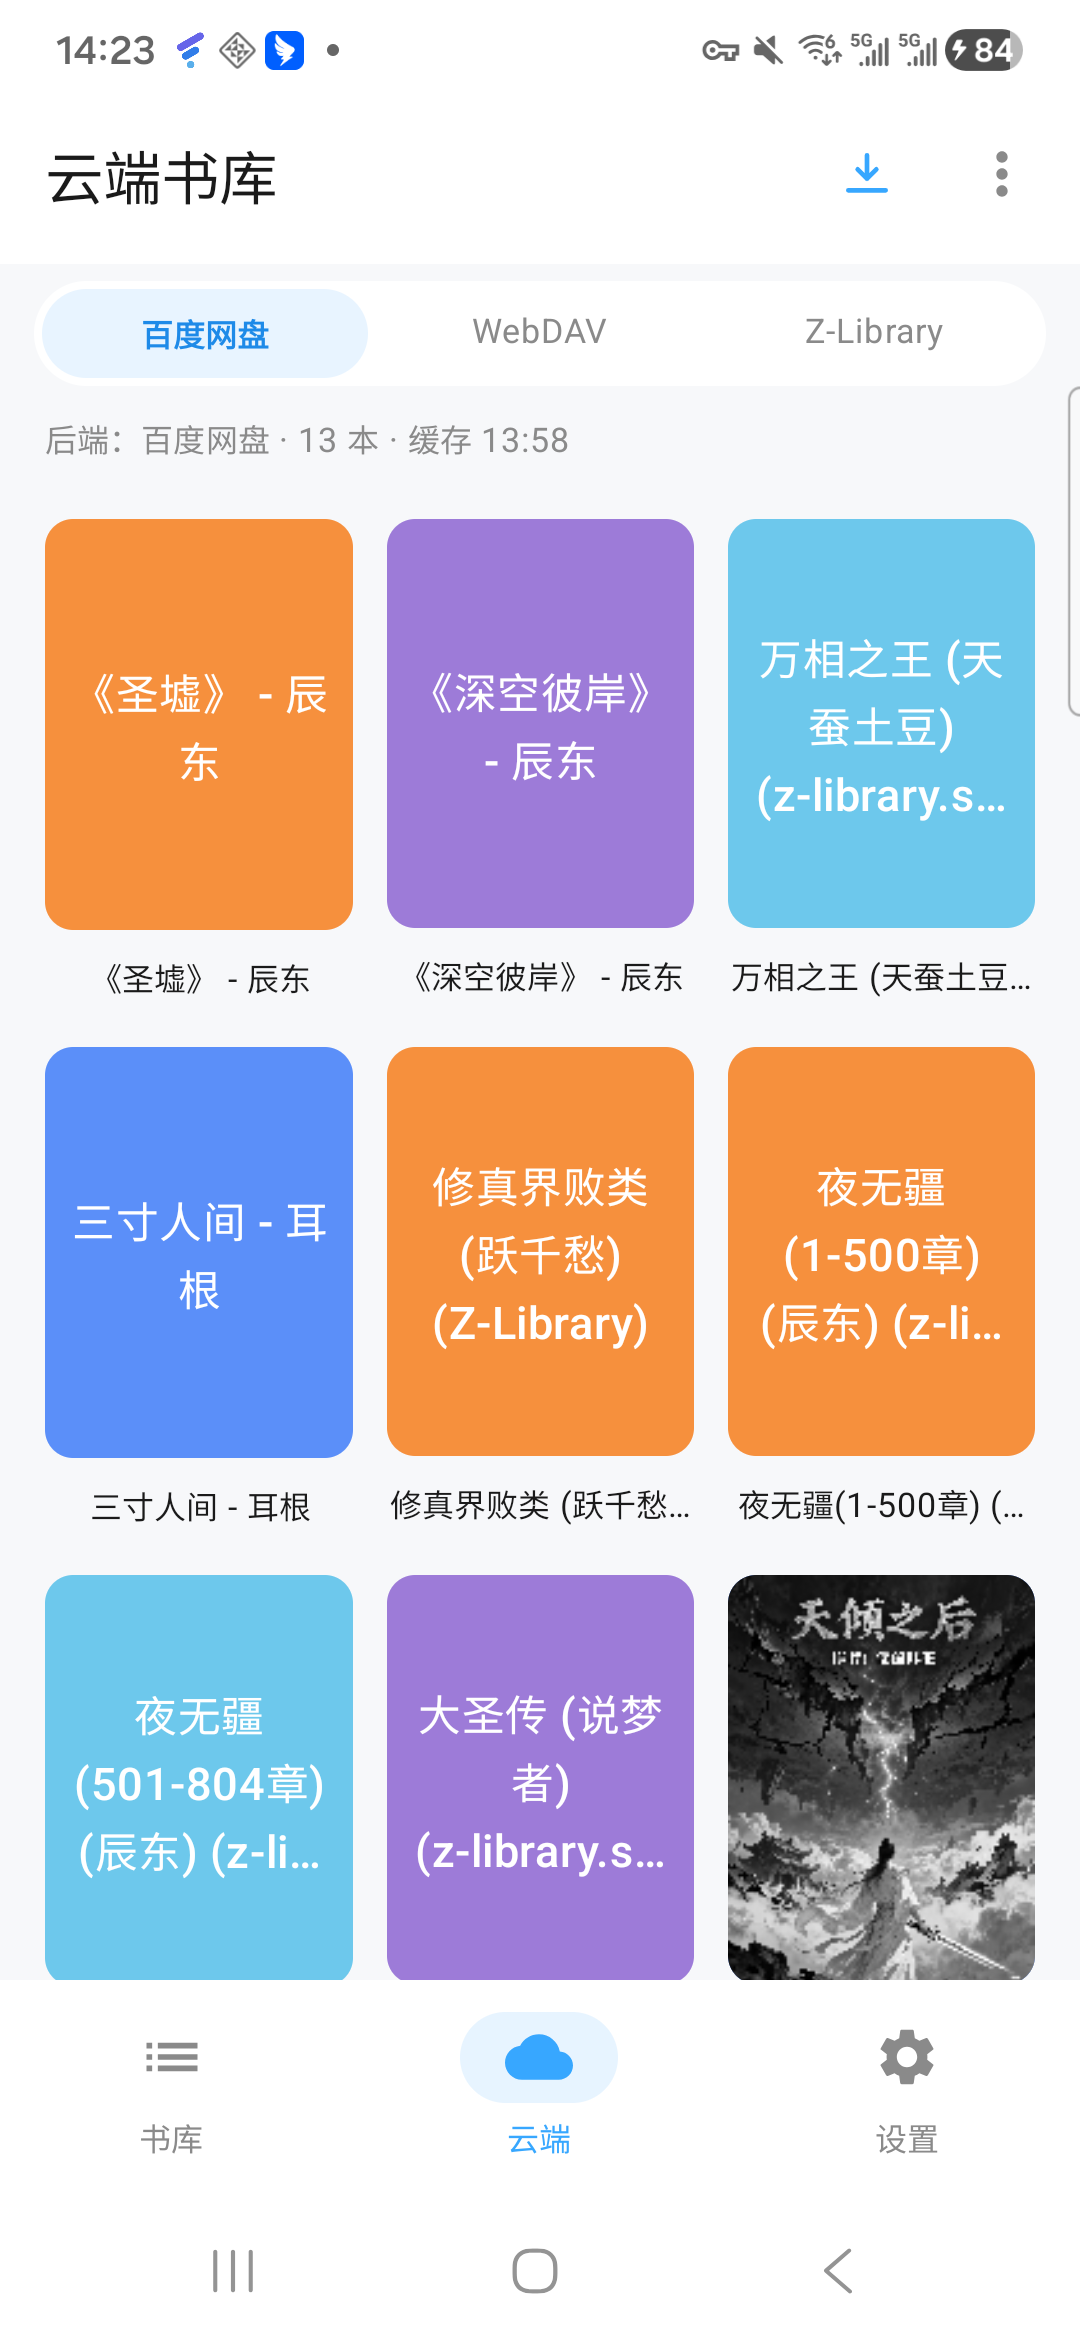 14:23
6 5G 5G 84
云端书库
百度网盘 WebDAV Z-Library
后端：百度网盘 · 13 本 · 缓存 13:58
《圣墟》 - 辰
东
《深空彼岸》
- 辰东
万相之王 (天
蚕土豆)
(z-library.s...
《圣墟》 - 辰东
《深空彼岸》 - 辰东
万相之王 (天蚕土豆...
三寸人间 - 耳
根
修真界败类
(跃千愁)
(Z-Library)
夜无疆
(1-500章)
(辰东) (z-li...
三寸人间 - 耳根
修真界败类 (跃千愁...
夜无疆(1-500章) (...
夜无疆
(501-804章)
(辰东) (z-li...
大圣传 (说梦
者)
(z-library.s...
天倾之后
书库
云端
设置